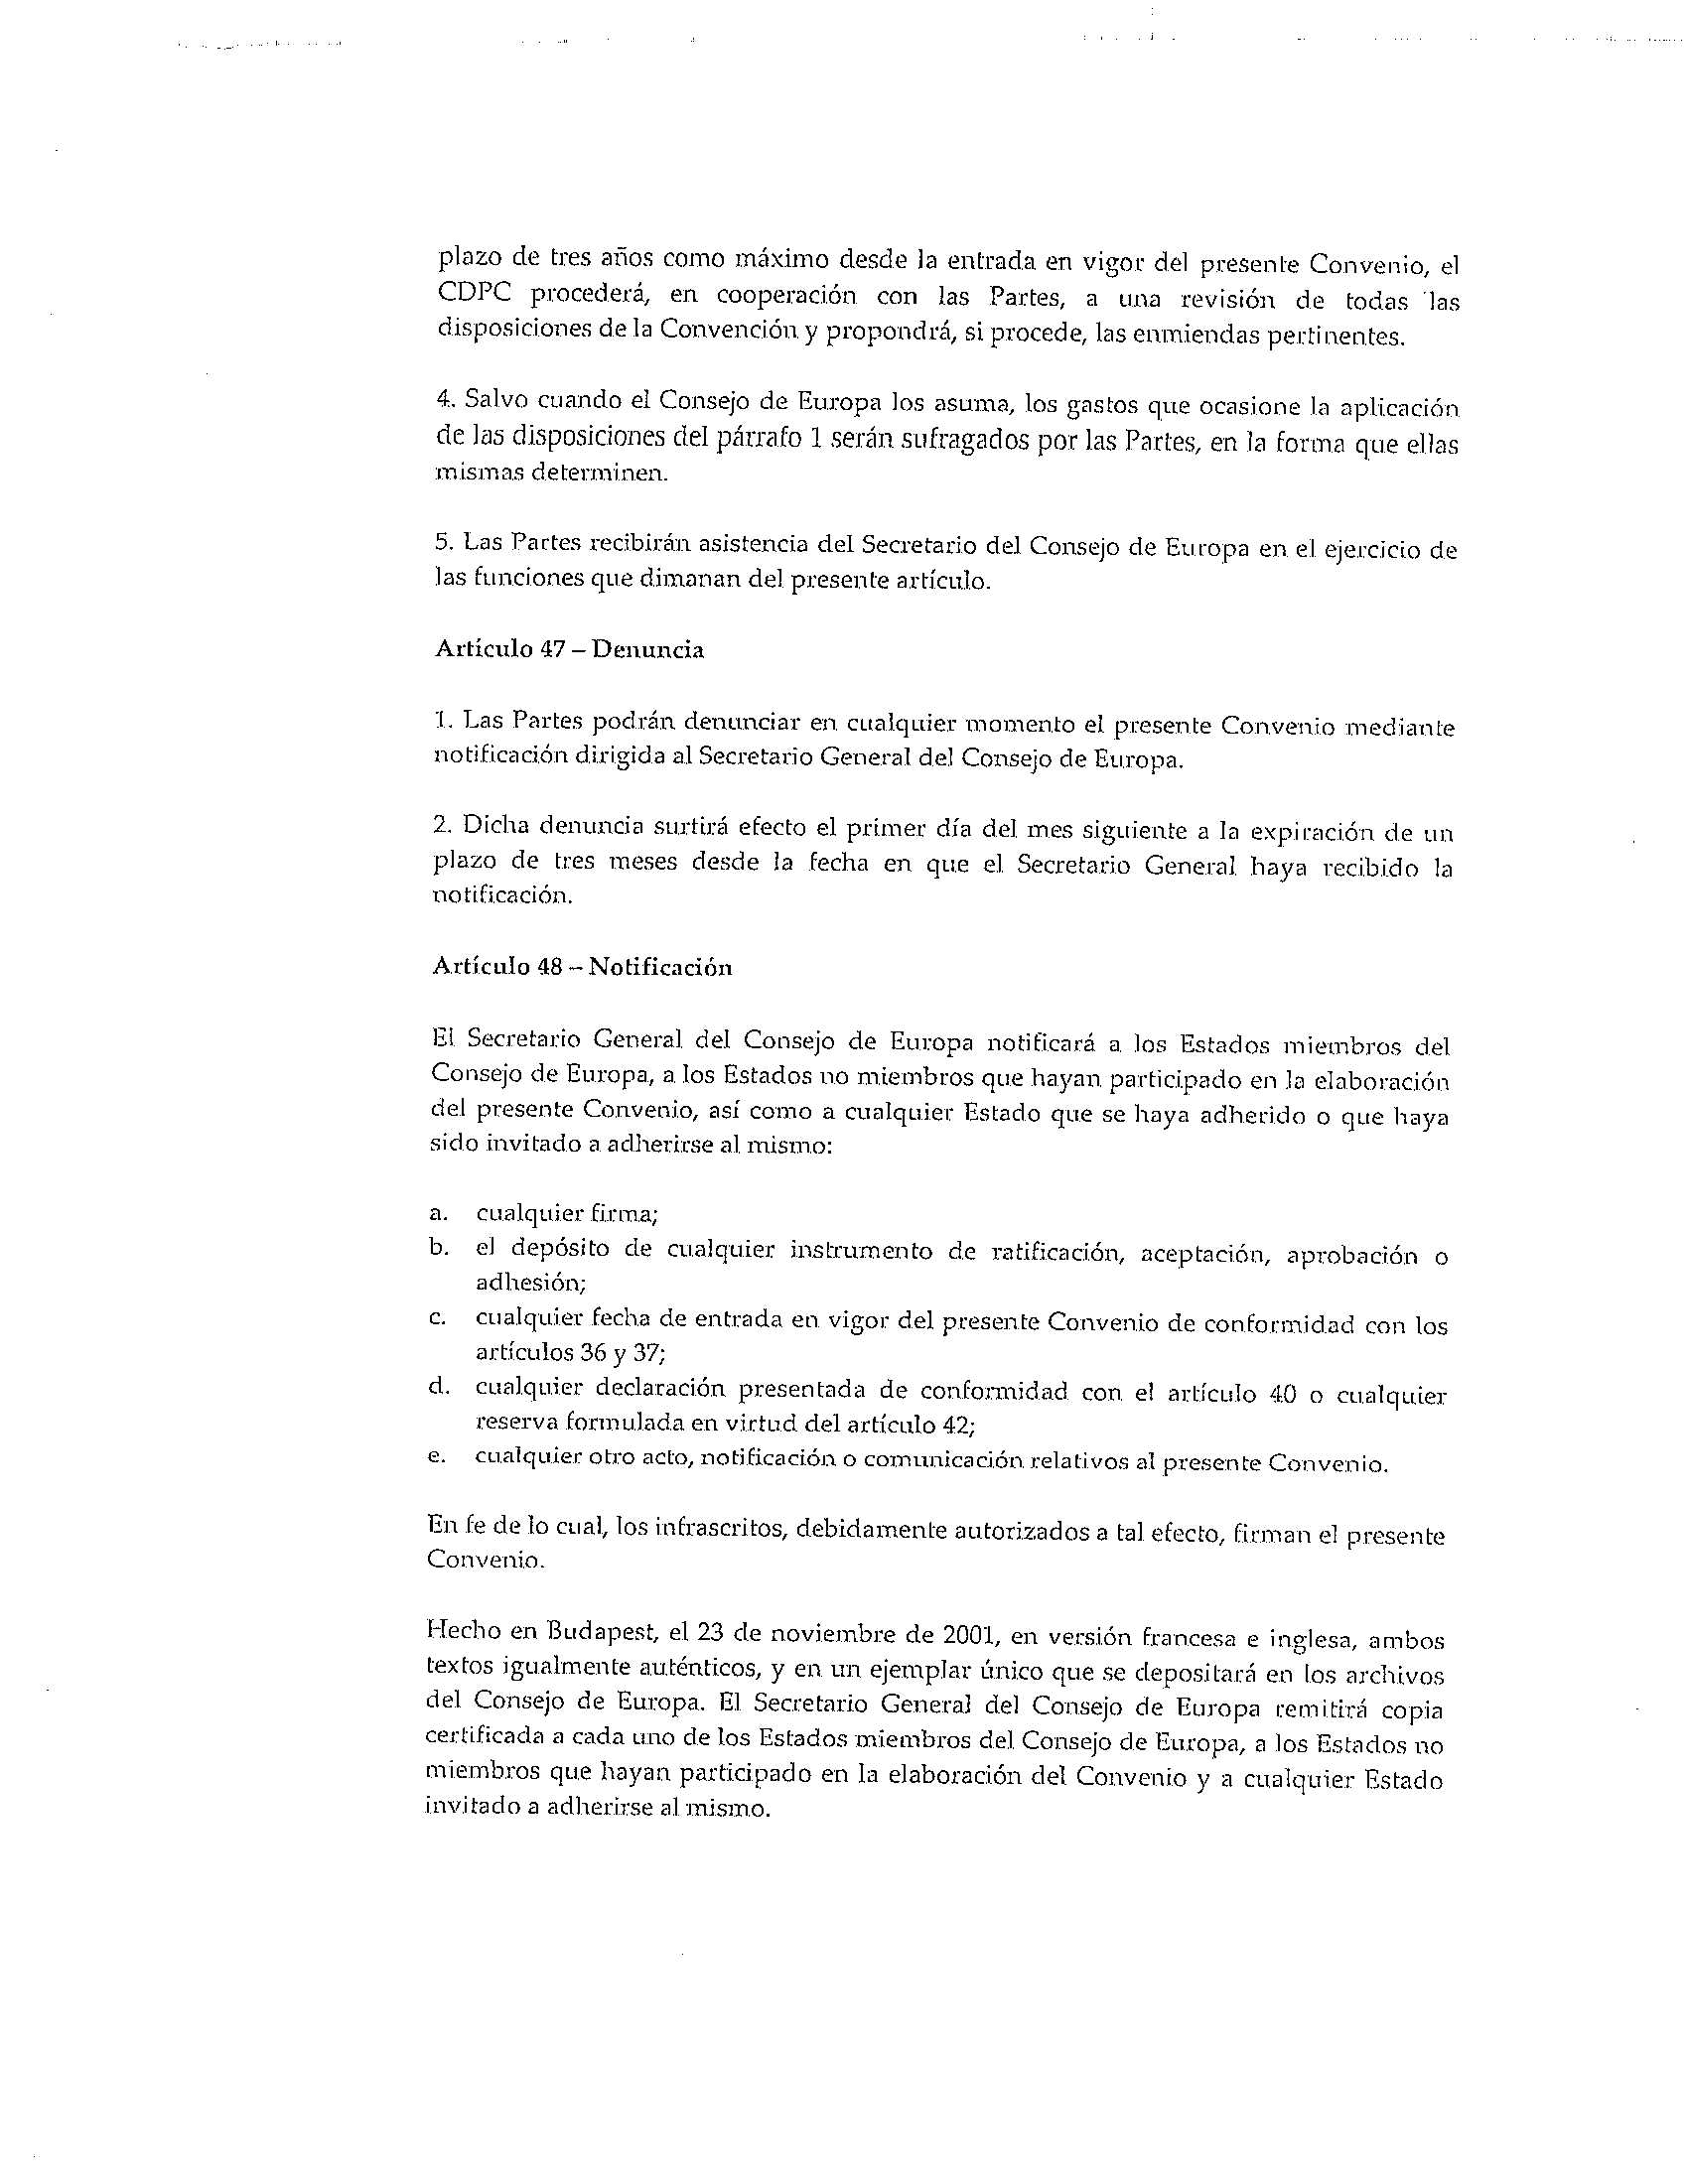 plazo de tres años como máximo desde la entrada en vigor del presente Convenio, el
CDPC procederá, en cooperación con las Partes, a una revisión de todas las
disposiciones de la Convención y propondrá, si procede, las enmiendas pertinentes.
4. Salvo cuando el Consejo de Europa los asuma, los gastos que ocasione la aplicación
de las disposiciones del párrafo 1 serán sufragados por las Partes, en la forma que ellas
mismas determinen.
5. Las Partes recibirán asistencia del Secretario del Consejo de Europa en el ejercicio de
las funciones que dimanan del presente artículo.
Artículo 47 – Denuncia
1. Las Partes podrán denunciar en cualquier momento el presente Convenio mediante
notificación dirigida al Secretario General del Consejo de Europa.
2. Dicha denuncia surtirá efecto el primer día del mes siguiente a la expiración de un
plazo de tres meses desde la fecha en que el Secretario General haya recibido la
notificación.
Artículo 48 – Notificación
El Secretario General del Consejo de Europa notificará a los Estados miembros del
Consejo de Europa, a los Estados no miembros que hayan participado en la elaboración
del presente Convenio, así como a cualquier Estado que se haya adherido o que haya
sido invitado a adherirse al mismo:
a. cualquier firma;
b. el depósito de cualquier instrumento de ratificación, aceptación, aprobación o
adhesión;
c. cualquier fecha de entrada en vigor del presente Convenio de conformidad con los
artículos 36 y 37;
d. cualquier declaración presentada de conformidad con el artículo 40 o cualquier
reserva formulada en virtud del artículo 42;
e. cualquier otro acto, notificación o comunicación relativos al presente Convenio.
En fe de lo cual, los infrascritos, debidamente autorizados a tal efecto, firman el presente
Convenio.
Hecho en Budapest, el 23 de noviembre de 2001, en versión francesa e inglesa, ambos
textos igualmente auténticos, y en un ejemplar único que se depositará en los archivos
del Consejo de Europa. El Secretario General del Consejo de Europa remitirá copia
certificada a cada uno de los Estados miembros del Consejo de Europa, a los Estados no
miembros que hayan participado en la elaboración del Convenio y a cualquier Estado
invitado a adherirse al mismo.